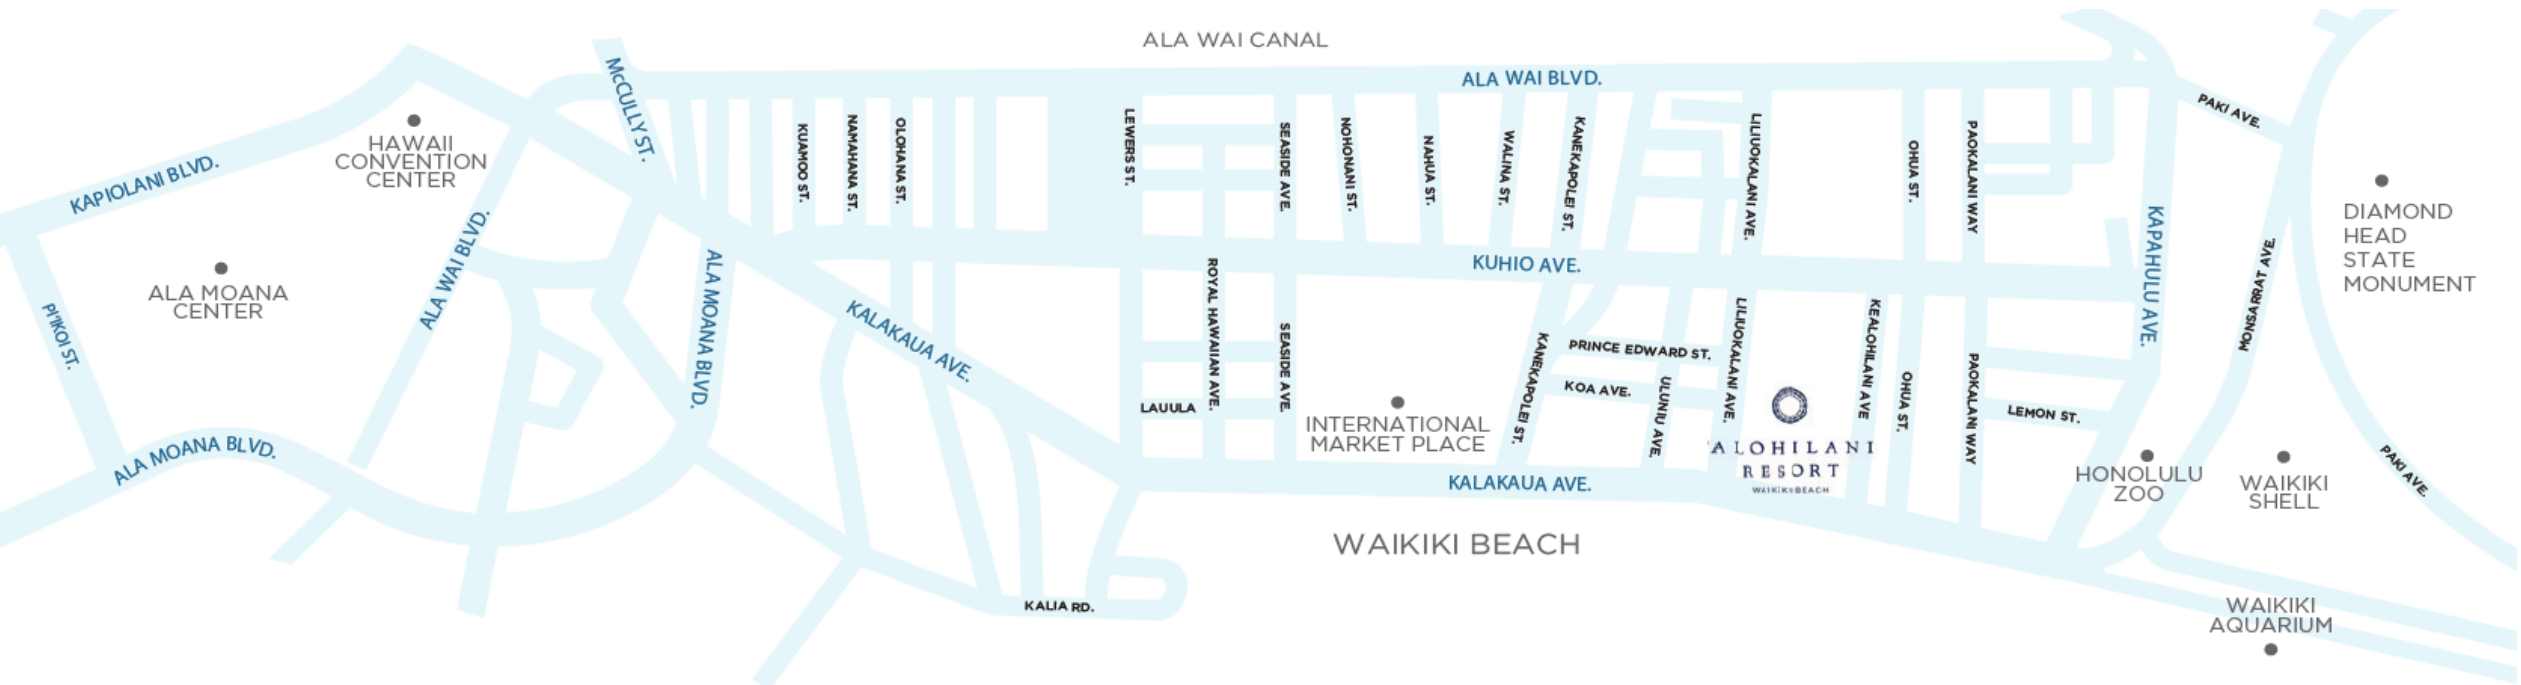 ALA WAI CANAL
ALA WAI BLVD.
McCULLY ST.
PAKI AVE.
HAWAII
CONVENTION
CENTER
KAPIOLANI BLVD.
ALA WAI BLVD.
ALA MOANA
CENTER
PI'IKOI ST.
ALA MOANA BLVD.
ALA MOANA BLVD.
KUAMOO ST.
NAMAHANA ST.
OLOHANA ST.
LEWERS ST.
SEASIDE AVE.
NOHONANI ST.
NAHUA ST.
WALINA ST.
KANEKAPOLEI ST.
LILIUOKALANI AVE.
OHUA ST.
PAOKALANI WAY
KAPAHULU AVE.
MONSARRAT AVE.
DIAMOND
HEAD
STATE
MONUMENT
KUHIO AVE.
KALAKAUA AVE.
ROYAL HAWAIIAN AVE.
SEASIDE AVE.
LAUULA
INTERNATIONAL
MARKET PLACE
KANEKAPOLEI ST.
PRINCE EDWARD ST.
KOA AVE.
ULUNIU AVE.
LILIUOKALANI AVE.
KEALOHILANI AVE
OHUA ST.
PAOKALANI WAY
LEMON ST.
'ALOHILANI
RESORT
WAIKIKI BEACH
HONOLULU
ZOO
WAIKIKI
SHELL
PAKI AVE.
KALAKAUA AVE.
WAIKIKI BEACH
KALIA RD.
WAIKIKI
AQUARIUM